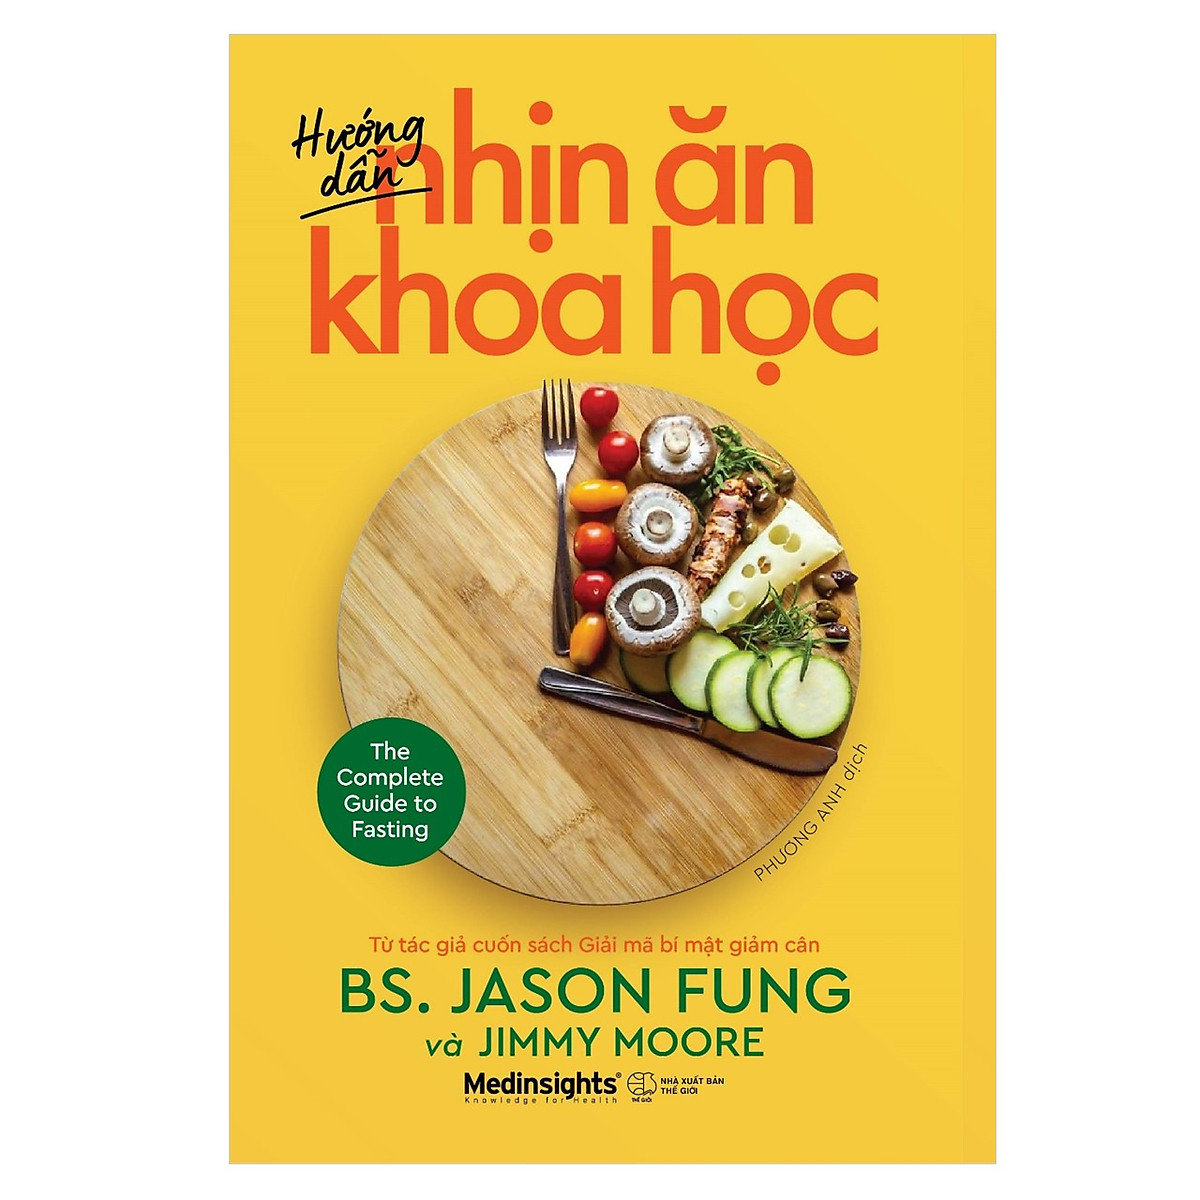 Hướng
dẫn
nhịn ăn
khoa học
The
Complete
Guide to
Fasting
PHƯƠNG ANH dịch
Từ tác giả cuốn sách Giải mã bí mật giảm cân
BS. JASON FUNG
và JIMMY MOORE
Medinsights®
Knowledge for Health
THẾ GIỚI
NHÀ XUẤT BẢN
THẾ GIỚI